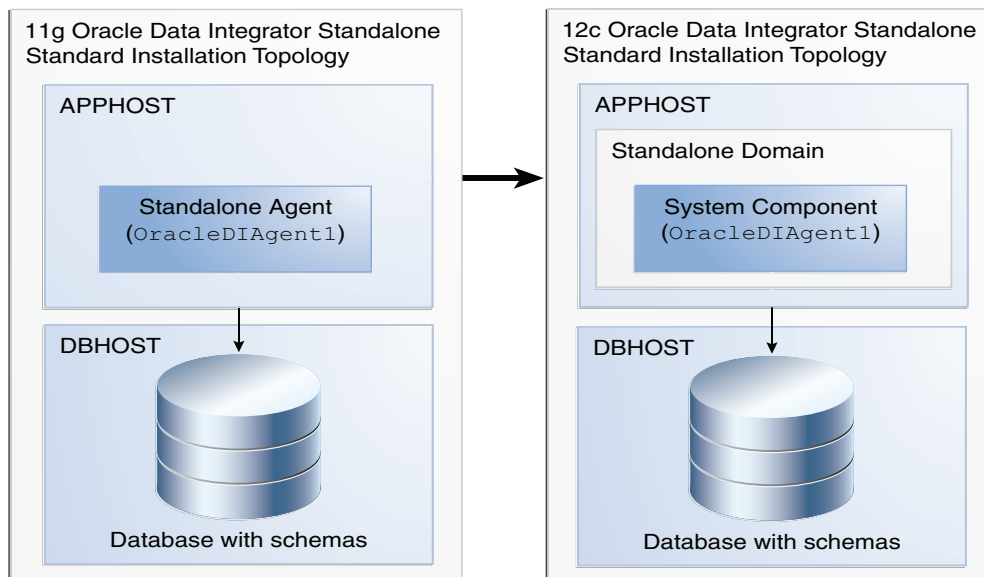 11g Oracle Data Integrator Standalone
Standard Installation Topology
APPHOST
Standalone Agent
(OracleDIAgent1)
DBHOST
Database with schemas
12c Oracle Data Integrator Standalone
Standard Installation Topology
APPHOST
Standalone Domain
System Component
(OracleDIAgent1)
DBHOST
Database with schemas